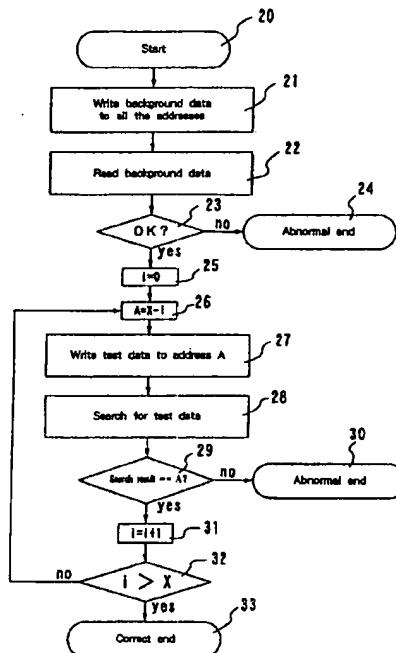 20
Start
21
Write background data
to all the addresses
22
Read background data
23
OK?
no
24
Abnormal end
yes
25
i=0
26
A=X-i
27
Write test data to address A
28
Search for test data
29
Search result == A?
no
30
Abnormal end
yes
31
i=i+1
32
no
i > X
yes
33
Correct end